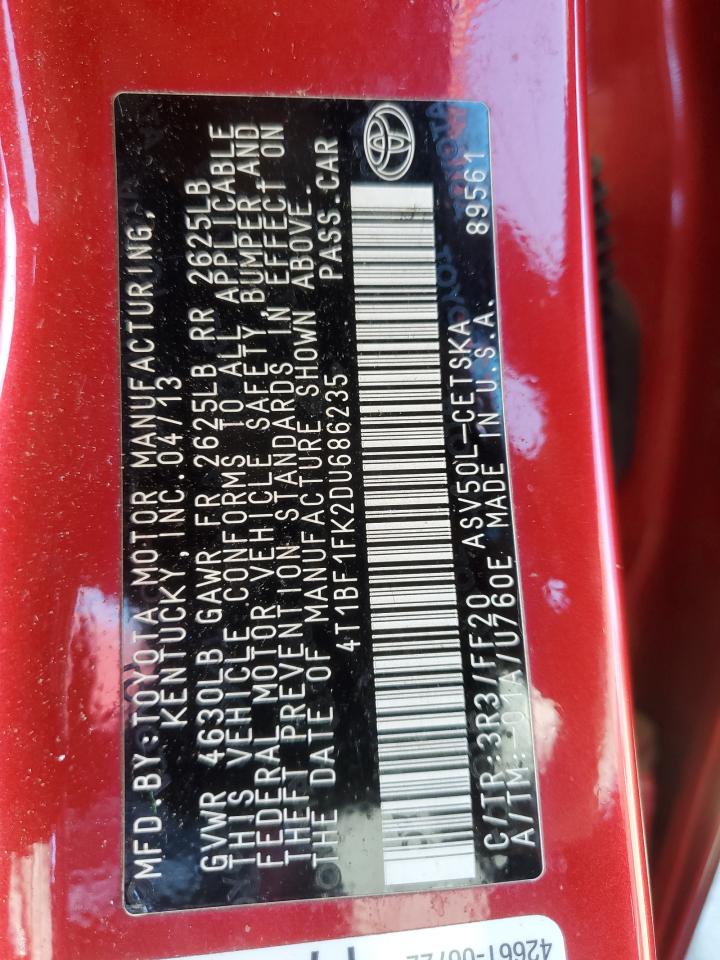 MFD. BY:TOYOTA MOTOR MANUFACTURING,
KENTUCKY, INC. 04/13
GVWR 4630LB GAWR FR 2625LB RR 2625LB
THIS VEHICLE CONFORMS TO ALL APPLICABLE
FEDERAL MOTOR VEHICLE SAFETY, BUMPER AND
THEFT PREVENTION STANDARDS IN EFFECT ON
THE DATE OF MANUFACTURE SHOWN ABOVE.
4T1BF1FK2DU686235 PASS. CAR
C/TR:3R3/FF20 ASV50L-CETSKA 89561
A/TM:-01A/U760E MADE IN U.S.A.